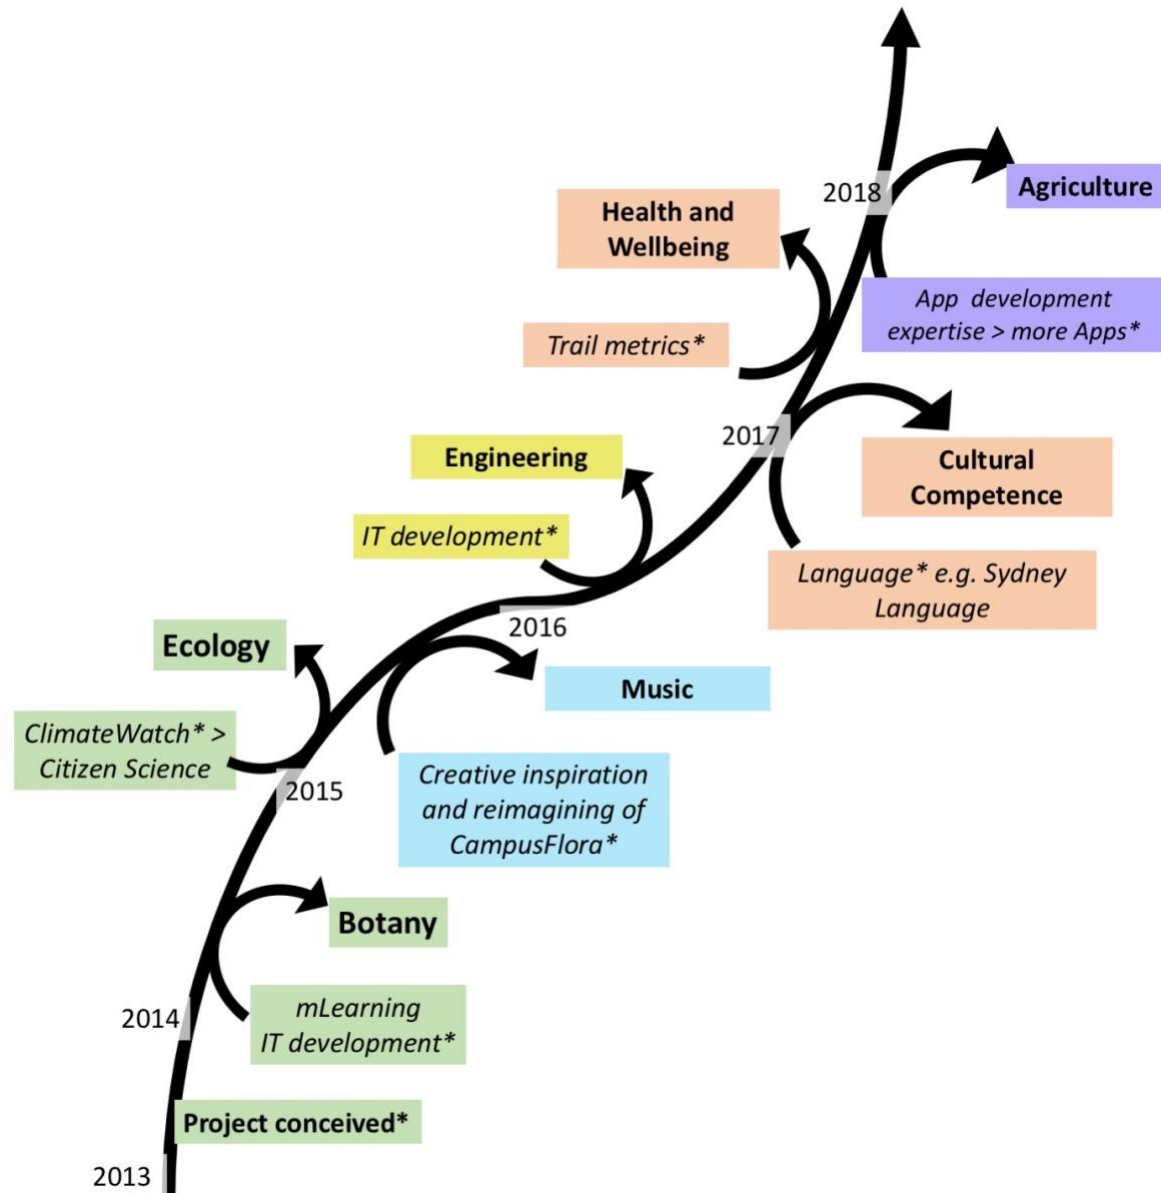 2018
Agriculture
Health and
Wellbeing
App development
expertise > more Apps*
Trail metrics*
2017
Cultural
Competence
Engineering
IT development*
Language* e.g. Sydney
Language
2016
Ecology
Music
ClimateWatch* >
Citizen Science
2015
Creative inspiration
and reimagining of
CampusFlora*
Botany
mLearning
IT development*
2014
Project conceived*
2013